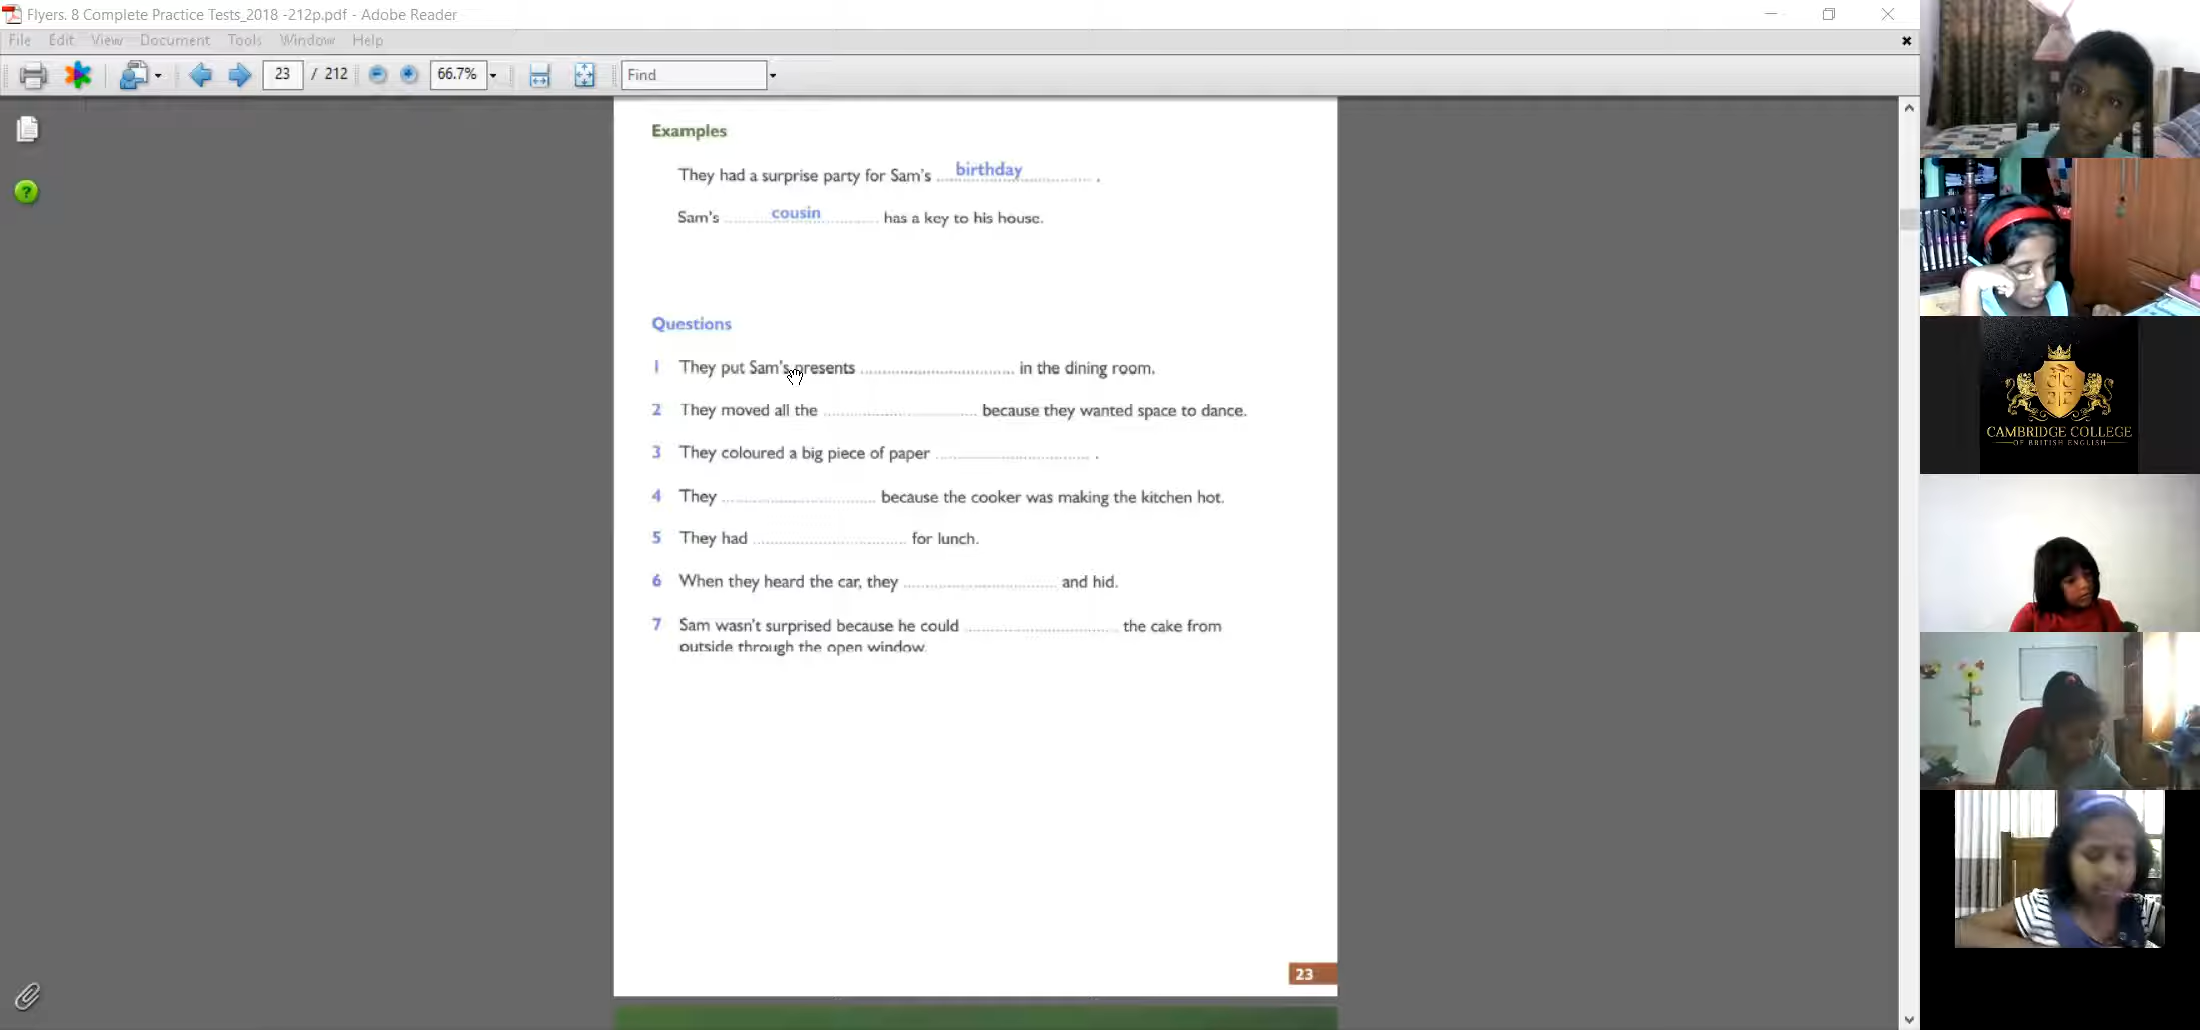 Flyers. 8 Complete Practice Tests_2018 -212p.pdf - Adobe Reader
File Edit View Document Tools Window Help
23 / 212 66.7% Find
Examples
They had a surprise party for Sam's birthday .
Sam's cousin has a key to his house.
Questions
1 They put Sam's presents ........................ in the dining room.
2 They moved all the ........................ because they wanted space to dance.
3 They coloured a big piece of paper ........................ .
4 They ........................ because the cooker was making the kitchen hot.
5 They had ........................ for lunch.
6 When they heard the car, they ........................ and hid.
7 Sam wasn't surprised because he could ........................ the cake from
outside through the open window.
23
CAMBRIDGE COLLEGE
OF BRITISH ENGLISH